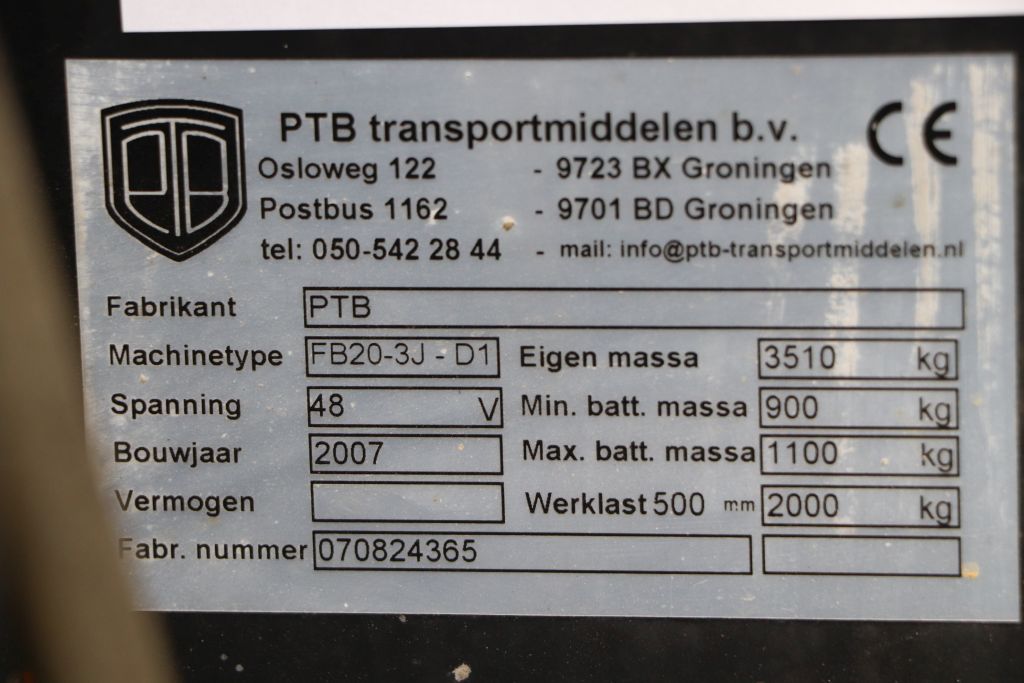 PTB
PTB transportmiddelen b.v. CE
Osloweg 122 - 9723 BX Groningen
Postbus 1162 - 9701 BD Groningen
tel: 050-542 28 44 - mail: info@ptb-transportmiddelen.nl
Fabrikant PTB
Machinetype FB20-3J - D1 Eigen massa 3510 kg
Spanning 48 V Min. batt. massa 900 kg
Bouwjaar 2007 Max. batt. massa 1100 kg
Vermogen Werklast 500 mm 2000 kg
Fabr. nummer 070824365